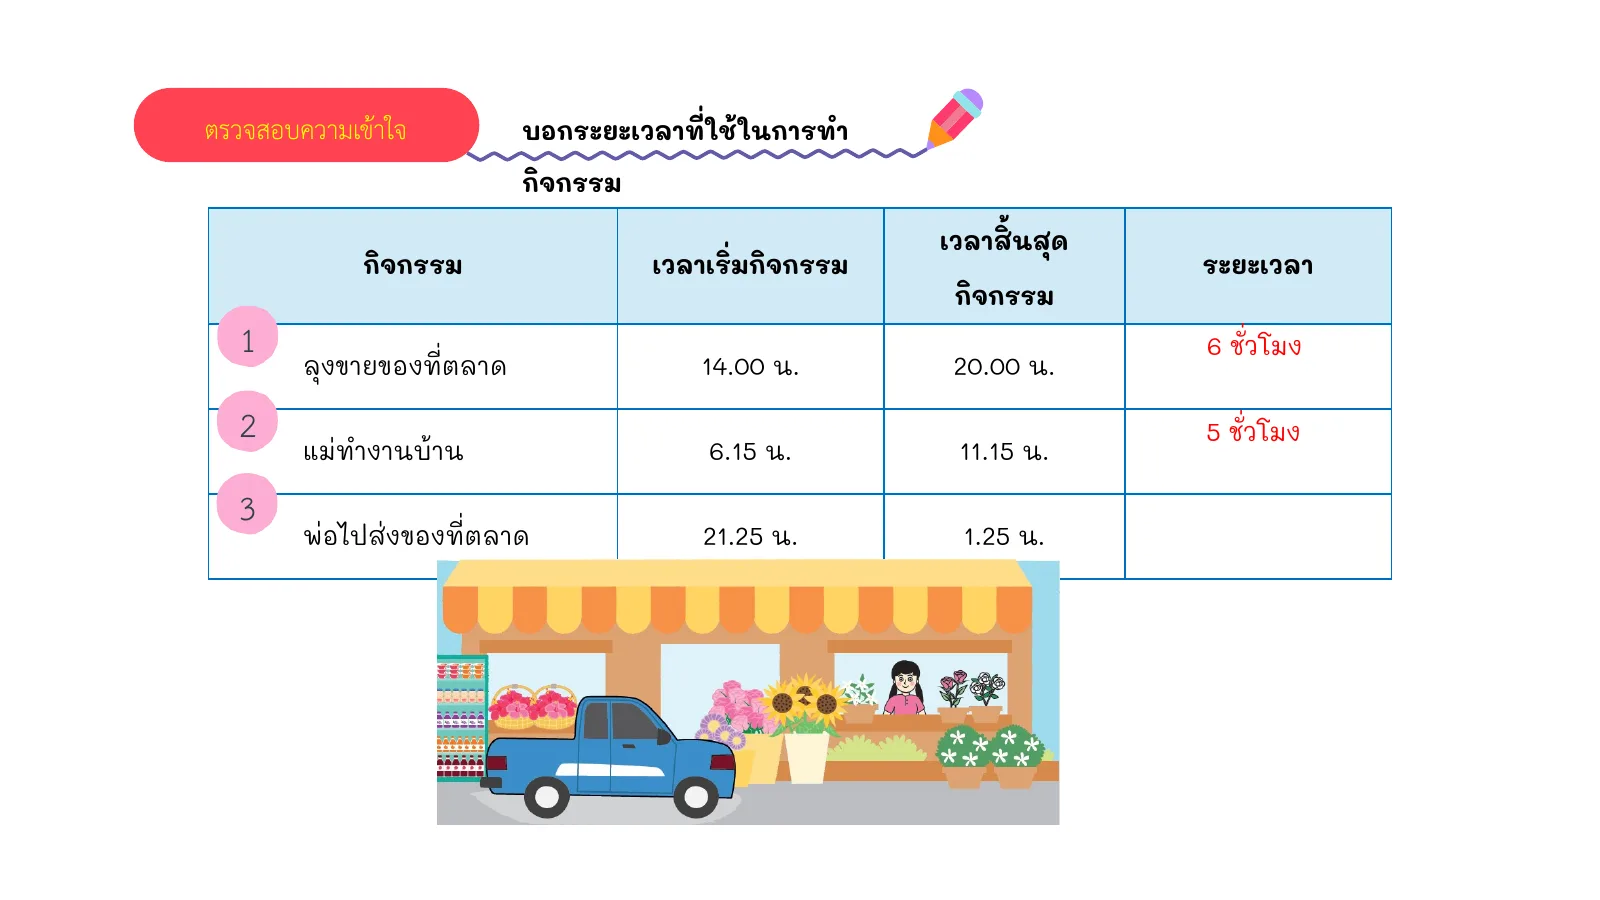 ตรวจสอบความเข้าใจ
บอกระยะเวลาที่ใช้ในการทำ
กิจกรรม
กิจกรรม เวลาเริ่มกิจกรรม เวลาสิ้นสุด กิจกรรม ระยะเวลา
1 ลุงขายของที่ตลาด 14.00 น. 20.00 น. 6 ชั่วโมง
2 แม่ทำงานบ้าน 6.15 น. 11.15 น. 5 ชั่วโมง
3 พ่อไปส่งของที่ตลาด 21.25 น. 1.25 น.